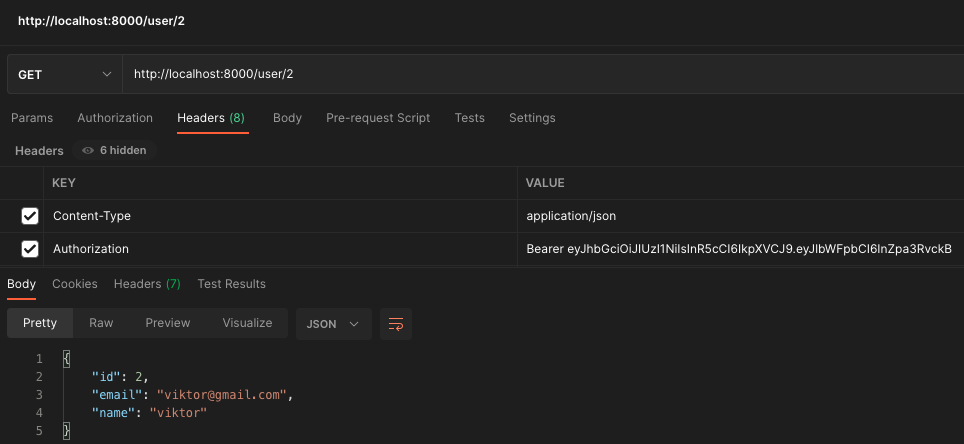 http://localhost:8000/user/2
GET http://localhost:8000/user/2
Params Authorization Headers (8) Body Pre-request Script Tests Settings
Headers 6 hidden
KEY VALUE
Content-Type application/json
Authorization Bearer eyJhbGciOiJIUzI1NiIsInR5cCI6IkpXVCJ9.eyJlbWFpbCI6InZpa3RvckB
Body Cookies Headers (7) Test Results
Pretty Raw Preview Visualize JSON
1 {
2 "id": 2,
3 "email": "viktor@gmail.com",
4 "name": "viktor"
5 }